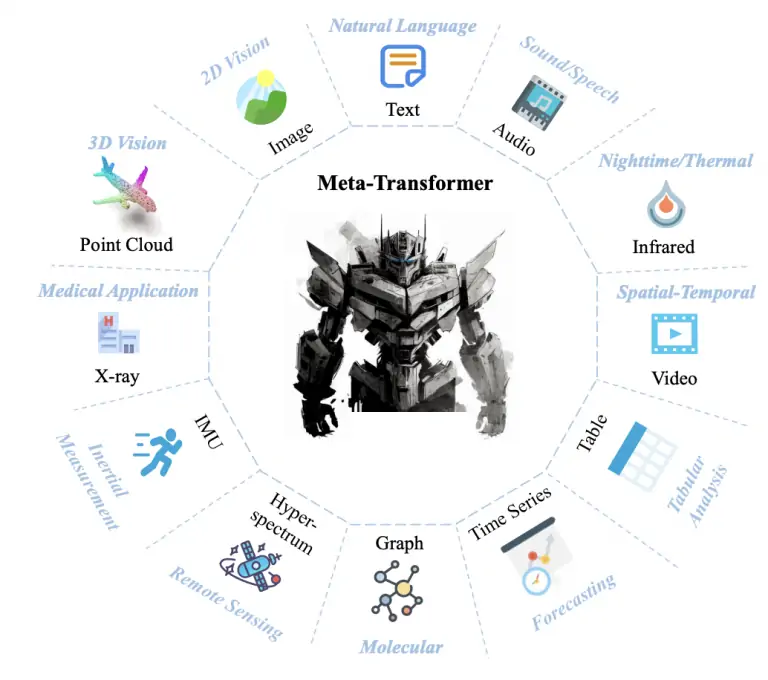 Natural Language
Text
Sound/Speech
Audio
Nighttime/Thermal
Infrared
Spatial-Temporal
Video
Table
Tabular
Analysis
Time Series
Forecasting
Graph
Molecular
Hyper-
spectrum
Remote Sensing
IMU
Inertial
Measurement
Medical Application
H
X-ray
3D Vision
Point Cloud
2D Vision
Image
Meta-Transformer